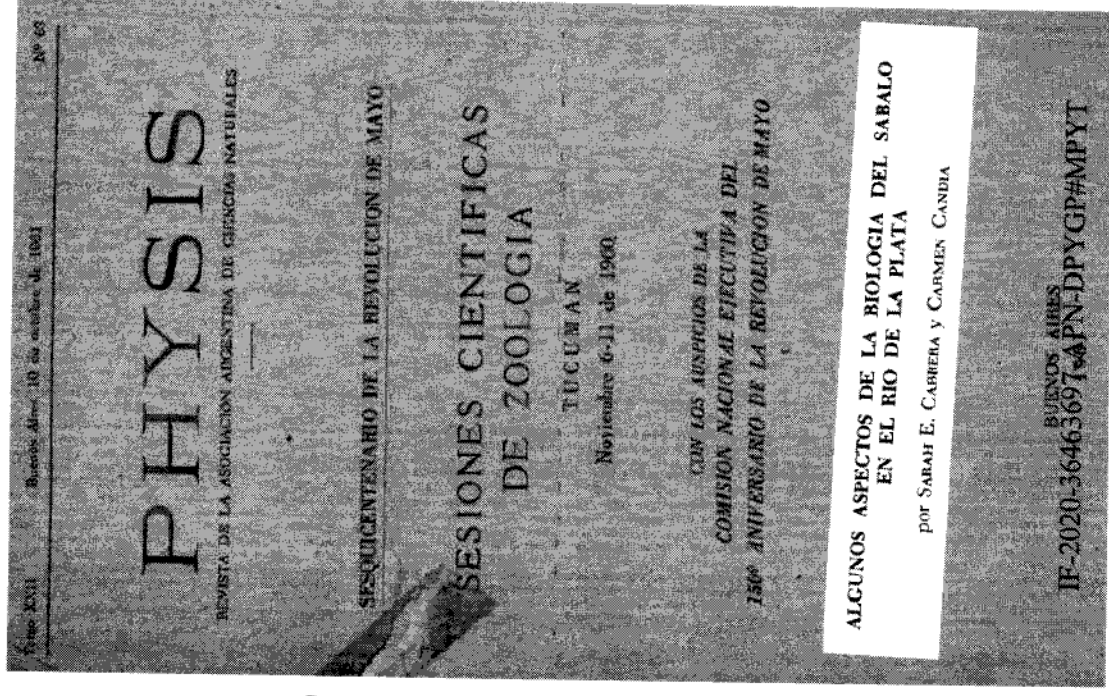 Tomo XXII Buenos Aires, 10 de octubre de 1961 Nº 63
PHYSIS
REVISTA DE LA ASOCIACION ARGENTINA DE CIENCIAS NATURALES
SESQUICENTENARIO DE LA REVOLUCION DE MAYO
SESIONES CIENTIFICAS
DE ZOOLOGIA
TUCUMAN
Noviembre 6-11 de 1960
CON LOS AUSPICIOS DE LA
COMISION NACIONAL EJECUTIVA DEL
150º ANIVERSARIO DE LA REVOLUCION DE MAYO
ALGUNOS ASPECTOS DE LA BIOLOGIA DEL SABALO
EN EL RIO DE LA PLATA
por SARAH E. CABRERA y CARMEN CANDIA
BUENOS AIRES
IF-2020-36463697-APN-DPYGP#MPYT